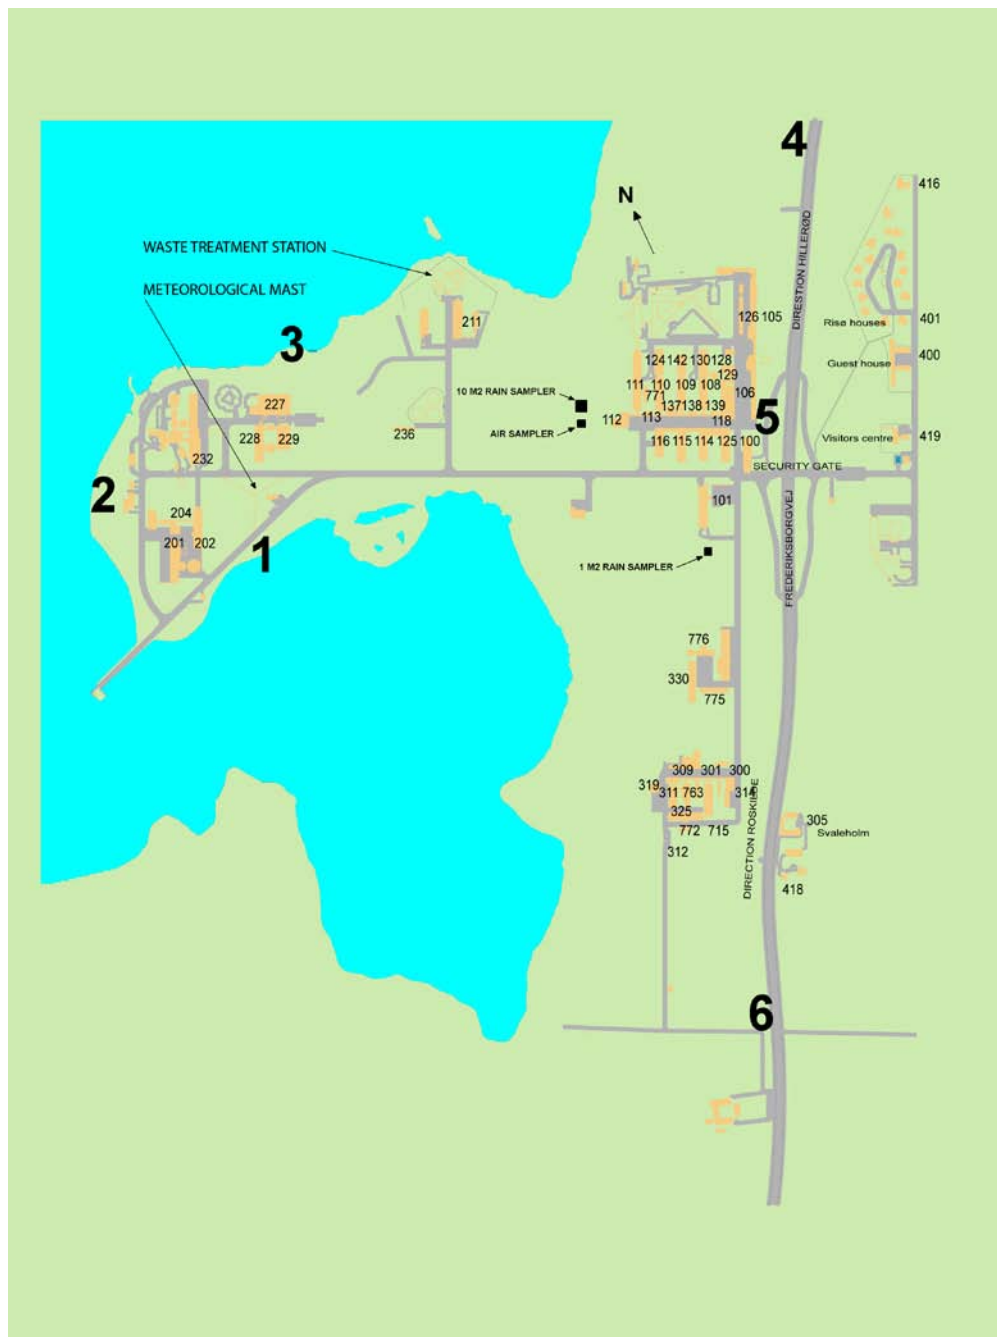 4
416
N
DIRESTION HILLERØD
WASTE TREATMENT STATION
METEOROLOGICAL MAST
211
126 105
Risø houses
401
3
124 142 130 128
Guest house
400
129
111 110 109 108
106
10 M2 RAIN SAMPLER
771
227
137 138 139
5
113
112
118
AIR SAMPLER
236
228
229
116 115 114 125 100
Visitors centre
419
232
SECURITY GATE
2
101
204
FREDERIKSBORGVEJ
201 202
1
1 M2 RAIN SAMPLER
776
330
775
309 301 300
319
311 763
314
325
DIRECTION ROSKILDE
772 715
305
Svaleholm
312
418
6